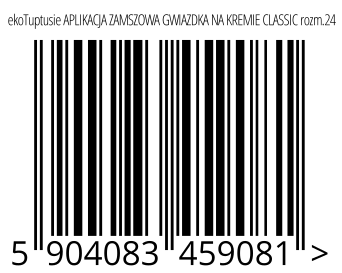 ekoTuptusie APLIKACJA ZAMSZOWA GWIAZDKA NA KREMIE CLASSIC rozm.24
5 904083 459081 >